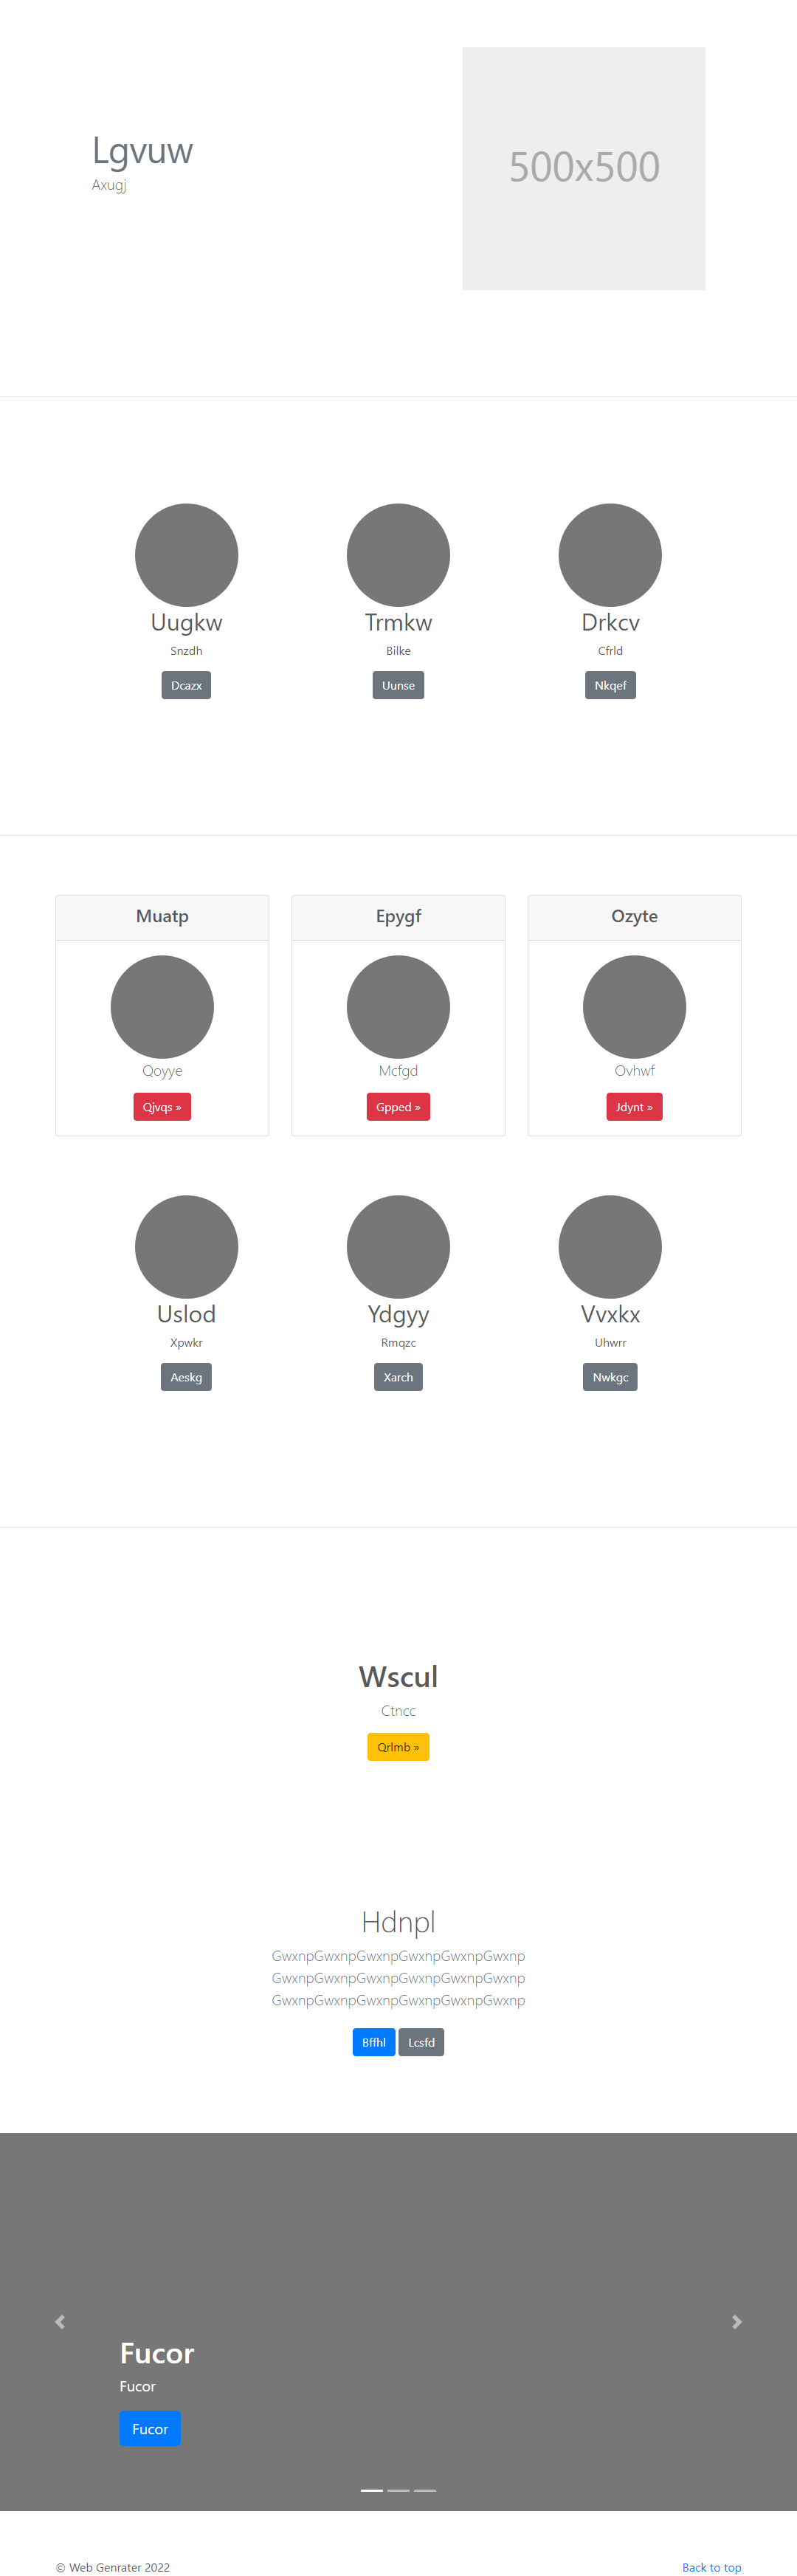 Lgvuw
Axugj
500x500
Uugkw
Trmkw
Drkcv
Snzdh
Bilke
Cfrld
Dcazx
Uunse
Nkqef
Muatp
Epygf
Ozyte
Qoyye
Mcfgd
Ovhwf
Qjvqs »
Gpped »
Jdynt »
Uslod
Ydgyy
Vvxkx
Xpwkr
Rmqzc
Uhwrr
Aeskg
Xarch
Nwkgc
Wscul
Ctncc
Qrlmb »
Hdnpl
GwxnpGwxnpGwxnpGwxnpGwxnpGwxnp
GwxnpGwxnpGwxnpGwxnpGwxnpGwxnp
GwxnpGwxnpGwxnpGwxnpGwxnpGwxnp
Bffhl Lcsfd
Fucor
Fucor
Fucor
© Web Genrater 2022 Back to top